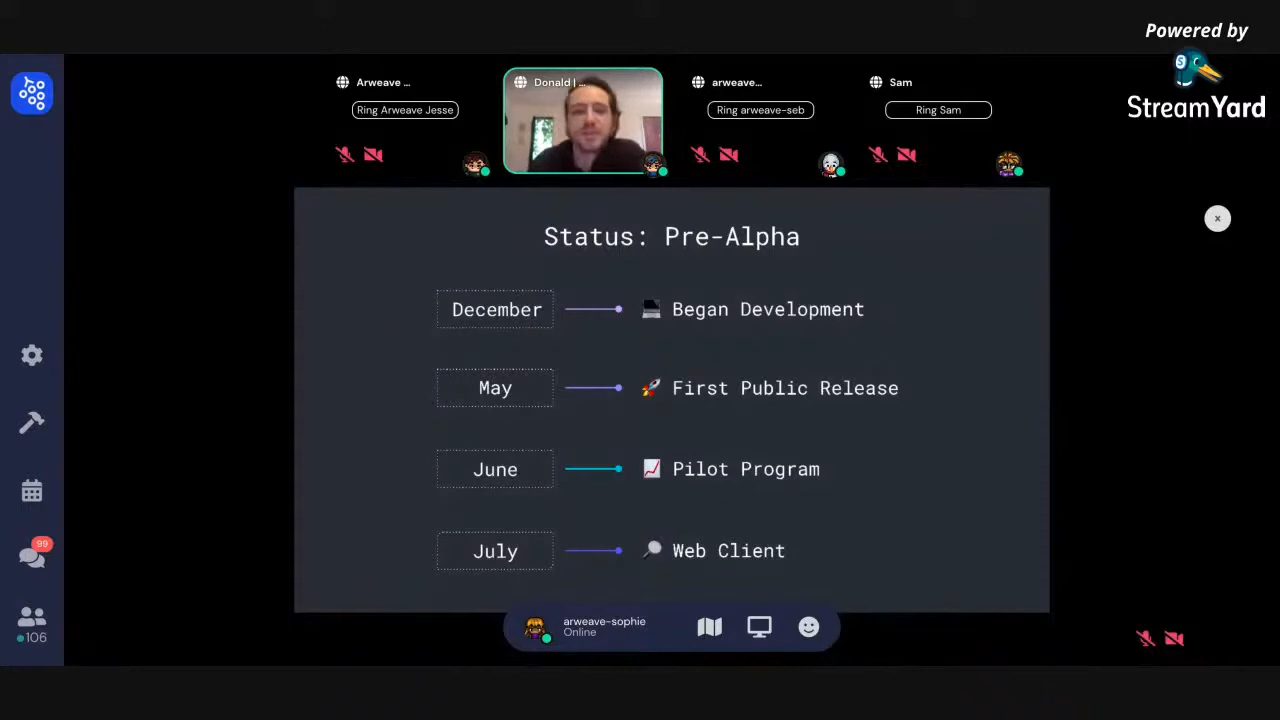 Powered by
StreamYard
Arweave ...
Ring Arweave Jesse
Donald | ...
arweave...
Ring arweave-seb
Sam
Ring Sam
×
Status: Pre-Alpha
December
Began Development
May
First Public Release
June
Pilot Program
July
Web Client
99
106
arweave-sophie
Online